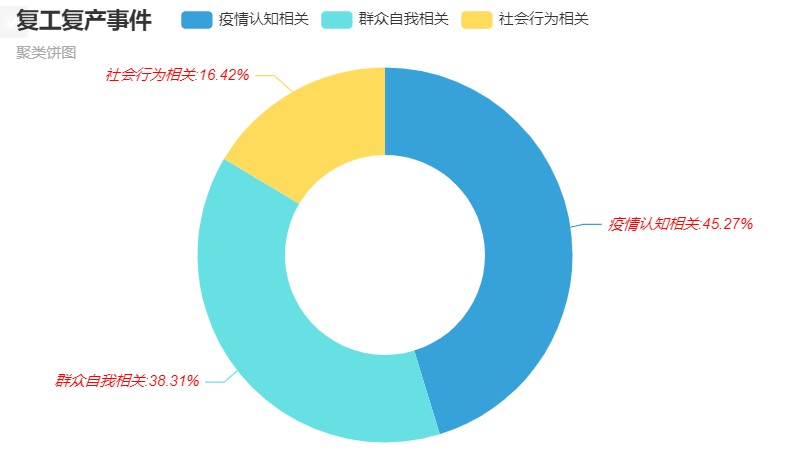 复工复产事件
疫情认知相关 群众自我相关 社会行为相关
聚类饼图
社会行为相关:16.42%
疫情认知相关:45.27%
群众自我相关:38.31%